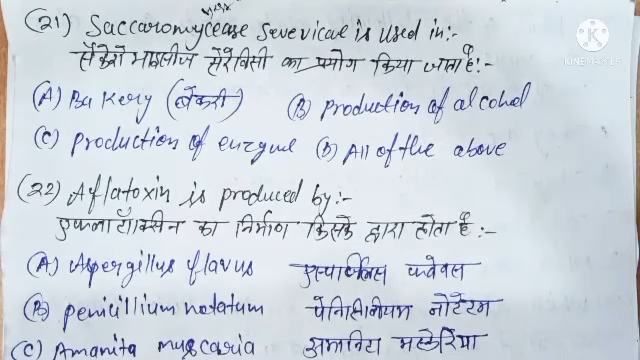 (21) Saccaromycease Sevevicae is used in:-
सैकेरो माइसीज सेरेविसी का प्रयोग किया जाता है:-
(A) Bakery (बेकरी) (B) production of alcohol
(C) production of enzyme (D) All of the above
(22) Aflatoxin is produced by:-
एफ्लाटॉक्सीन का निर्माण किसके द्वारा होता है:-
(A) Aspergillus flavus एस्पर्जिलस फ्लेवस
(B) penicillium notatum पेनिसिलियम नोटेटम
(C) Amanita muscaria अमानिटा मस्केरिया
KINEMASTER